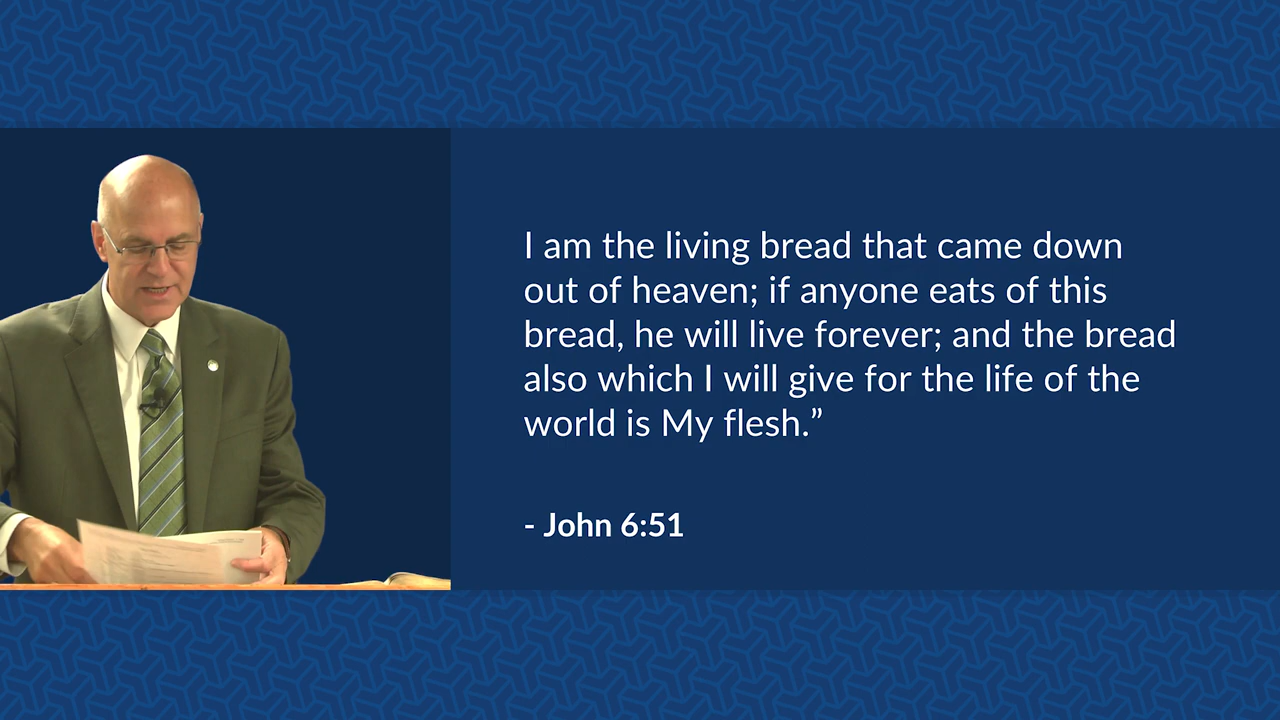 I am the living bread that came down
out of heaven; if anyone eats of this
bread, he will live forever; and the bread
also which I will give for the life of the
world is My flesh.”
- John 6:51